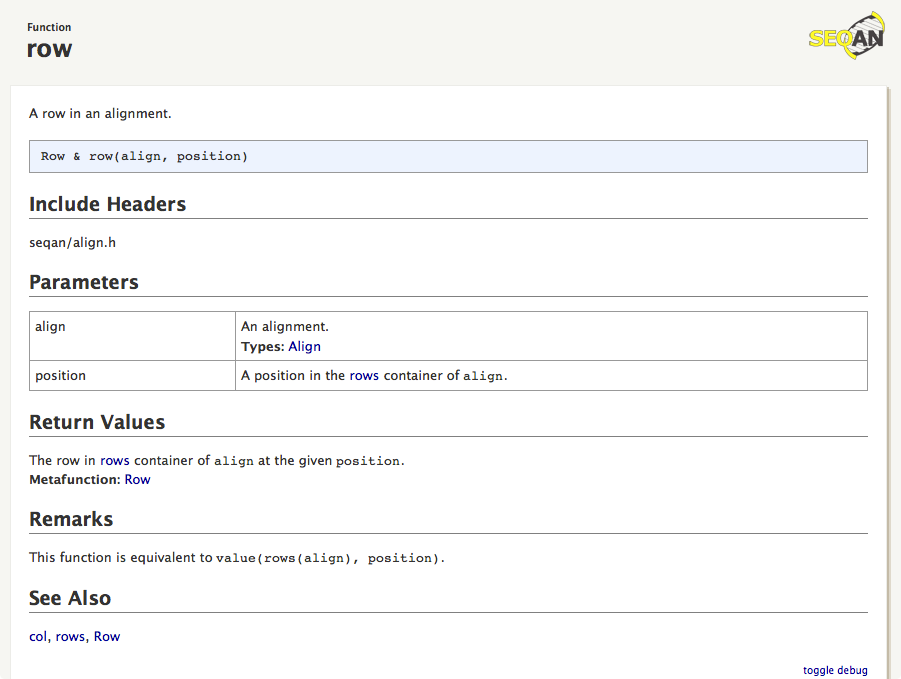 Function
row
SEQAN
A row in an alignment.
Row & row(align, position)
Include Headers
seqan/align.h
Parameters
align
An alignment.
Types: Align
position
A position in the rows container of align.
Return Values
The row in rows container of align at the given position.
Metafunction: Row
Remarks
This function is equivalent to value(rows(align), position).
See Also
col, rows, Row
toggle debug